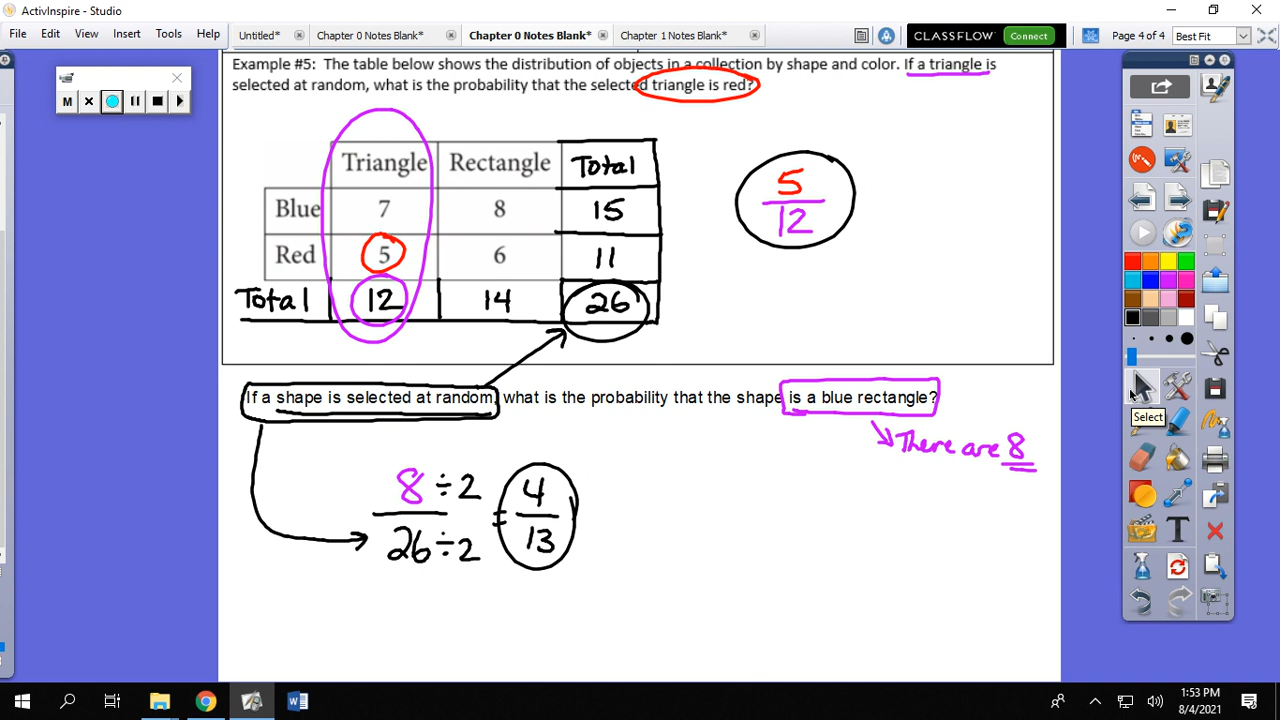 ActivInspire - Studio
File Edit View Insert Tools Help
Untitled* Chapter 0 Notes Blank* Chapter 0 Notes Blank* Chapter 1 Notes Blank*
CLASSFLOW Connect
Page 4 of 4 Best Fit
Example #5: The table below shows the distribution of objects in a collection by shape and color. If a triangle is
selected at random, what is the probability that the selected triangle is red?
M
Triangle Rectangle Total
Blue 7 8 15
Red 5 6 11
Total 12 14 26
5
12
If a shape is selected at random, what is the probability that the shape is a blue rectangle?
There are 8
8 ÷2 4
=
26 ÷2 13
Select
T
1:53 PM
8/4/2021